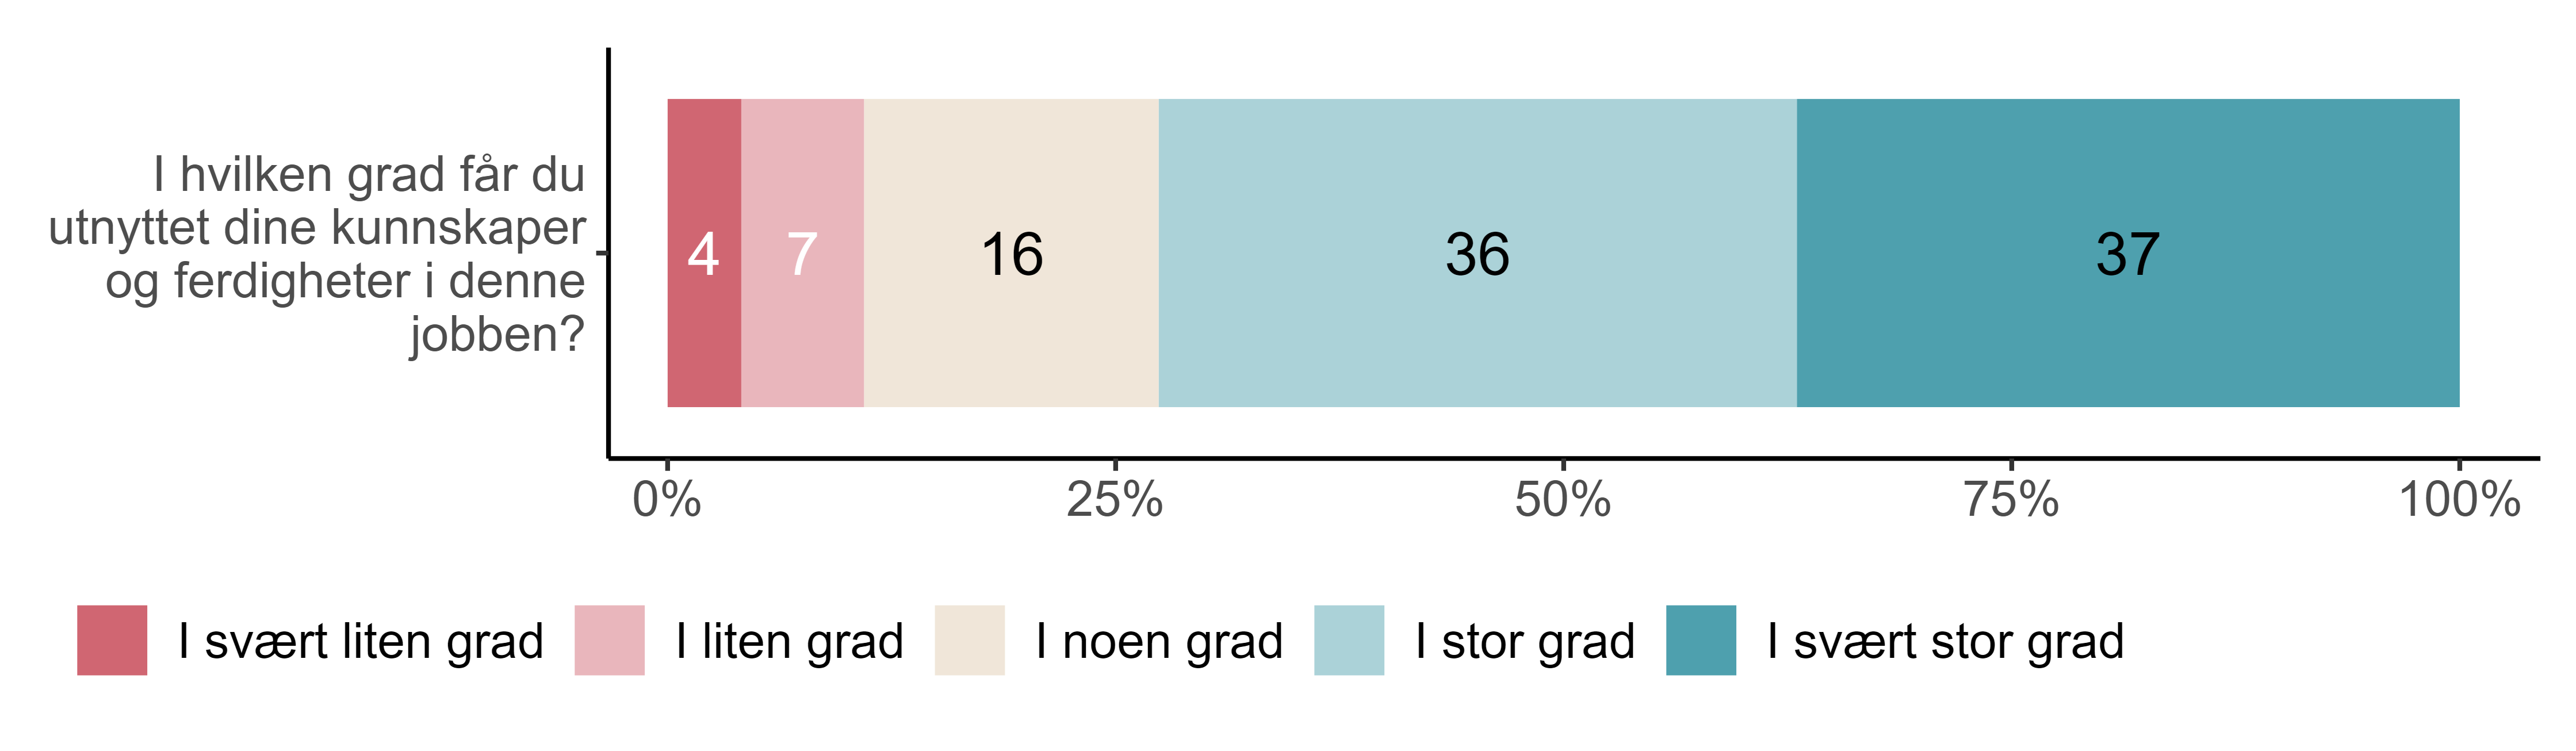 I hvilken grad får du
utnyttet dine kunnskaper
og ferdigheter i denne
jobben?
4 7 16 36 37
0% 25% 50% 75% 100%
I svært liten grad I liten grad I noen grad I stor grad I svært stor grad